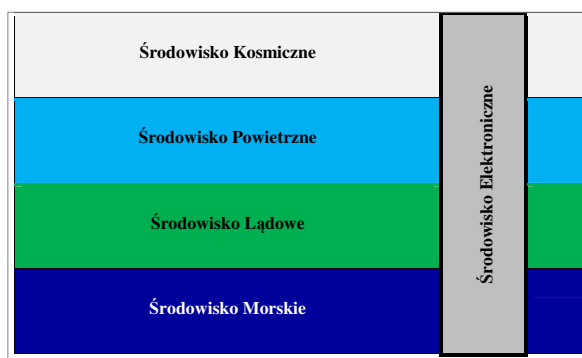 Środowisko Kosmiczne
Środowisko Powietrzne
Środowisko Lądowe
Środowisko Morskie
Środowisko Elektroniczne